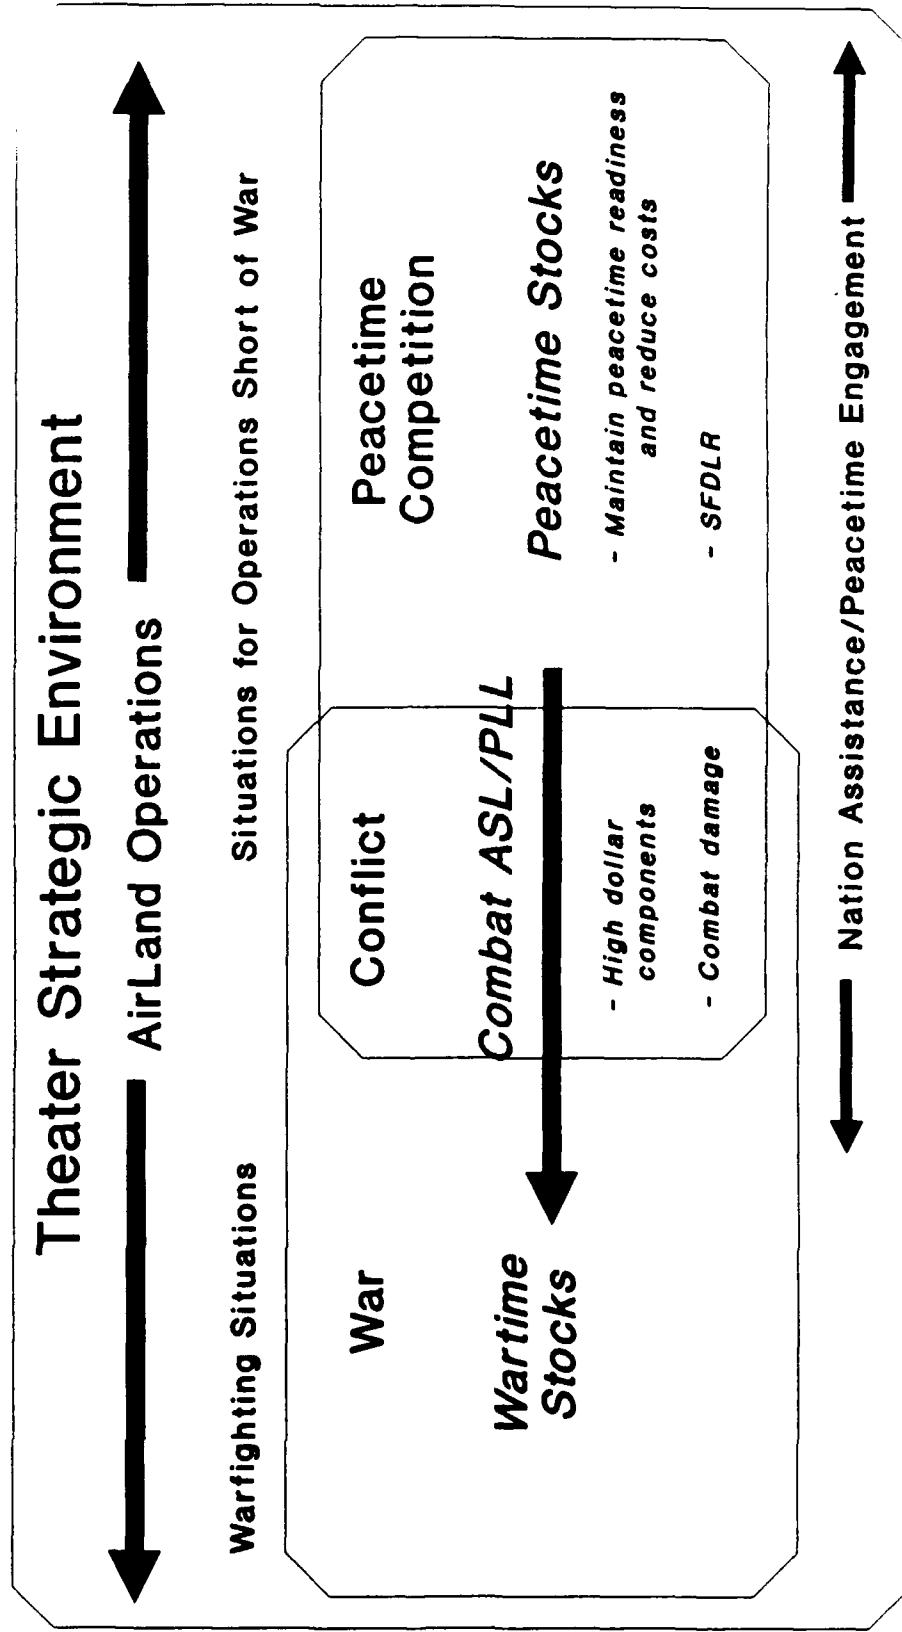 Theater Strategic Environment
AirLand Operations
Warfighting Situations
Situations for Operations Short of War
War
Conflict
Peacetime
Competition
Wartime
Stocks
Combat ASL/PLL
Peacetime Stocks
- High dollar
components
- Combat damage
- Maintain peacetime readiness
and reduce costs
- SFDLR
Nation Assistance/Peacetime Engagement